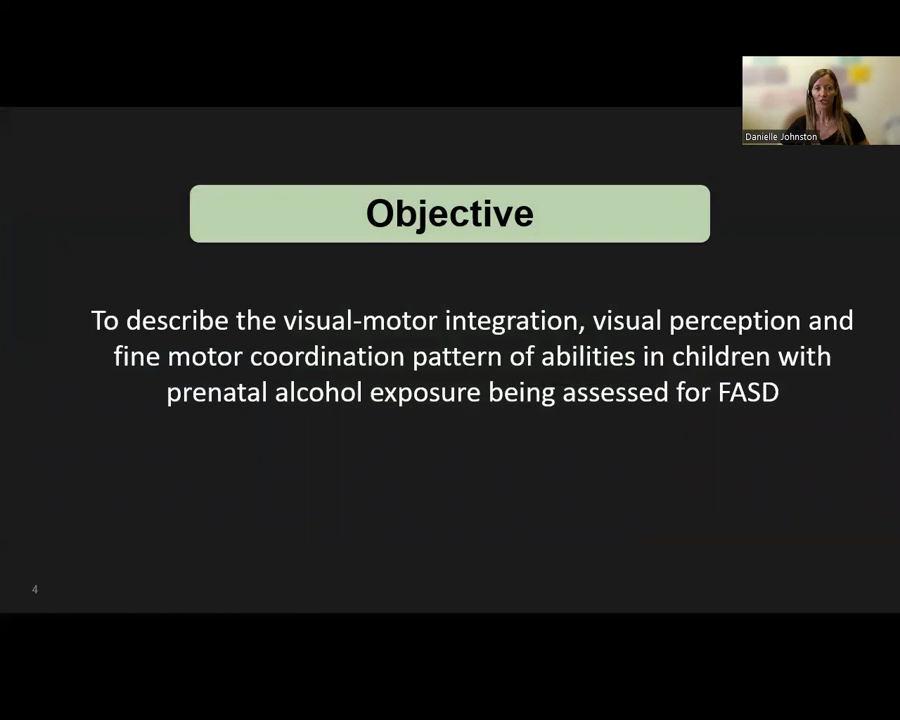 Danielle Johnston
Objective
To describe the visual-motor integration, visual perception and
fine motor coordination pattern of abilities in children with
prenatal alcohol exposure being assessed for FASD
4